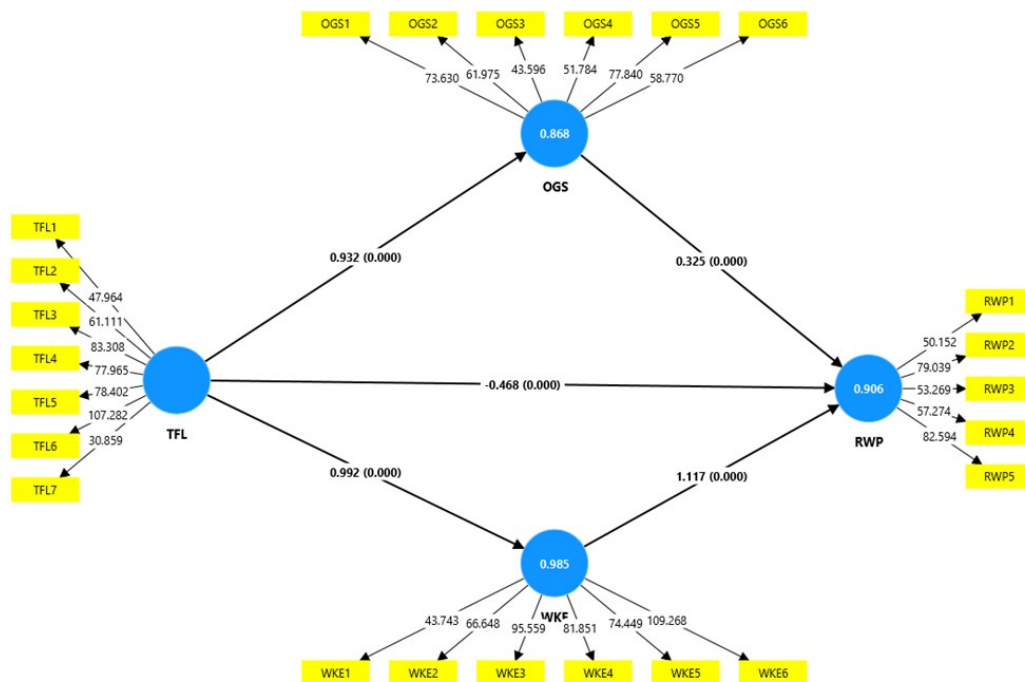 OGS1 OGS2 OGS3 OGS4 OGS5 OGS6
73.630 61.975 43.596 51.784 77.840 58.770
0.868
OGS
TFL1
TFL2
TFL3
TFL4
TFL5
TFL6
TFL7
47.964
61.111
83.308
77.965
78.402
107.282
30.859
TFL
0.932 (0.000)
0.325 (0.000)
-0.468 (0.000)
0.992 (0.000)
1.117 (0.000)
0.906
RWP
50.152
79.039
53.269
57.274
82.594
RWP1
RWP2
RWP3
RWP4
RWP5
0.985
WKE
43.743 66.648 95.559 81.851 74.449 109.268
WKE1 WKE2 WKE3 WKE4 WKE5 WKE6